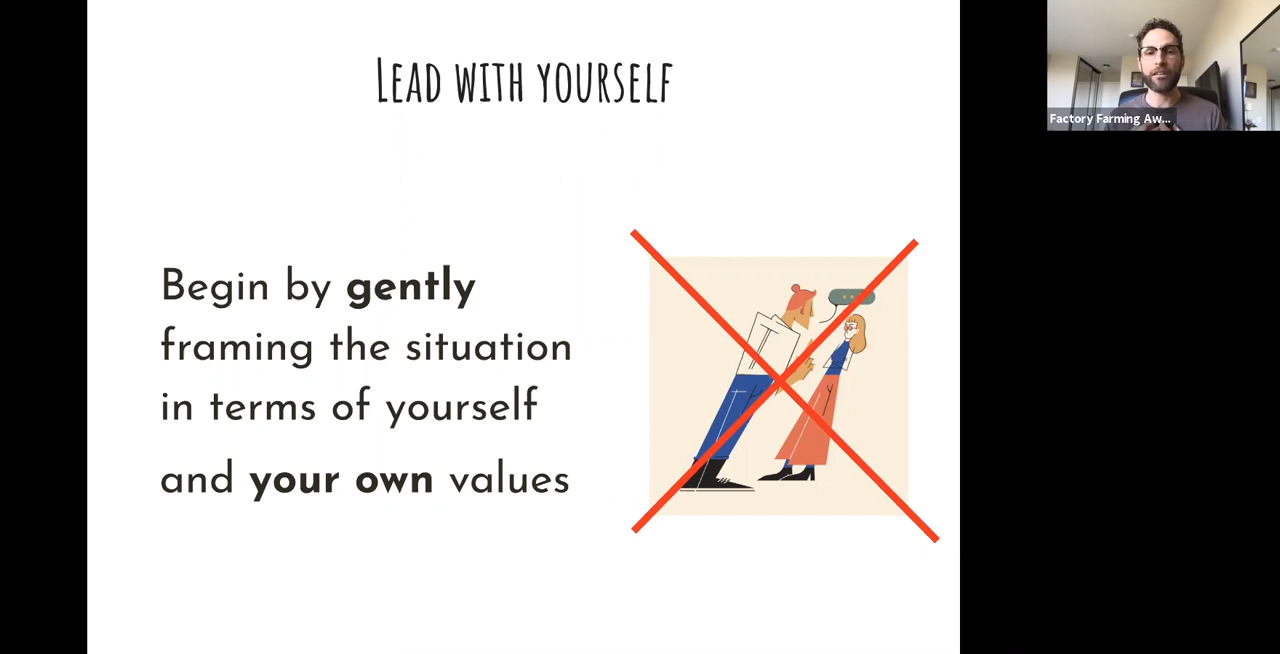 Lead with yourself
Begin by gently
framing the situation
in terms of yourself
and your own values
Factory Farming Aw...